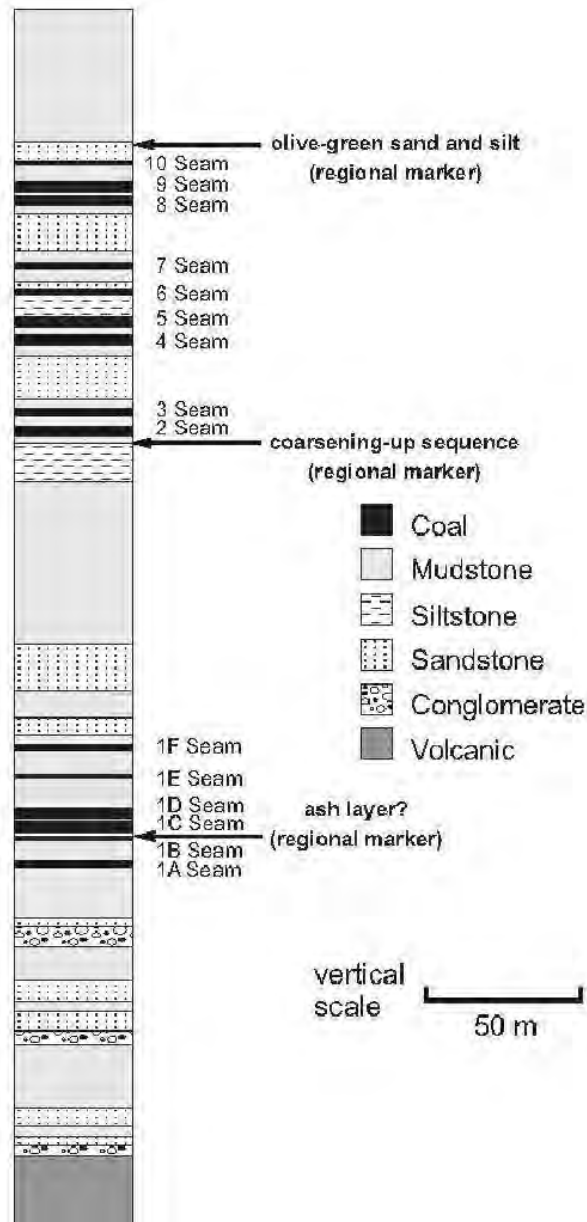 olive-green sand and silt
(regional marker)
10 Seam
9 Seam
8 Seam
7 Seam
6 Seam
5 Seam
4 Seam
3 Seam
2 Seam
coarsening-up sequence
(regional marker)
Coal
Mudstone
Siltstone
Sandstone
Conglomerate
Volcanic
1F Seam
1E Seam
1D Seam
1C Seam
ash layer?
(regional marker)
1B Seam
1A Seam
vertical
scale
50 m